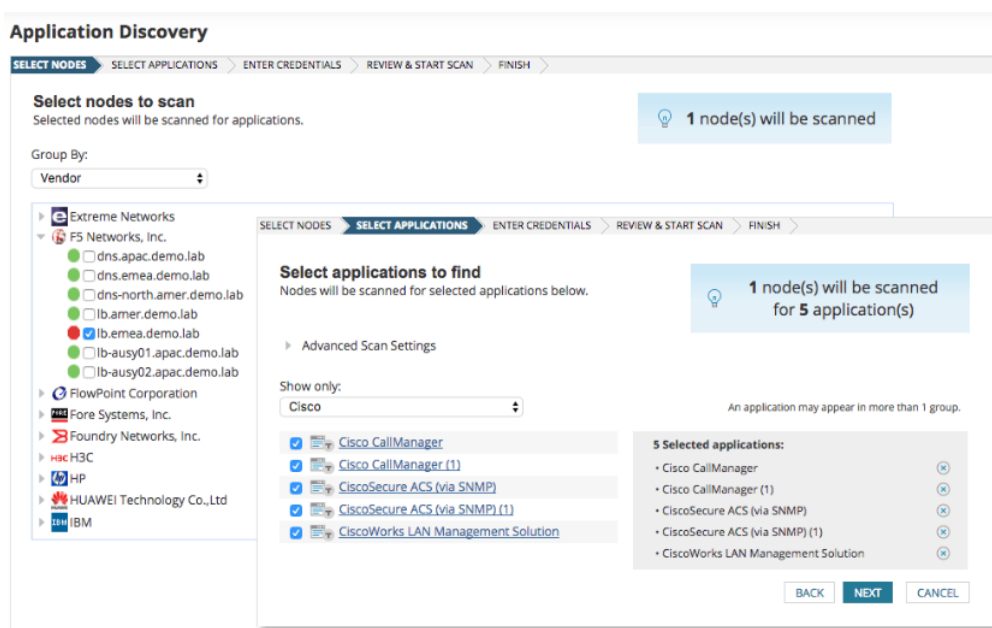 Application Discovery
SELECT NODES
SELECT APPLICATIONS
ENTER CREDENTIALS
REVIEW & START SCAN
FINISH
Select nodes to scan
Selected nodes will be scanned for applications.
1 node(s) will be scanned
Group By:
Vendor
Extreme Networks
F5 Networks, Inc.
dns.apac.demo.lab
dns.emea.demo.lab
dns-north.amer.demo.lab
lb.amer.demo.lab
lb.emea.demo.lab
lb-ausy01.apac.demo.lab
lb-ausy02.apac.demo.lab
FlowPoint Corporation
Fore Systems, Inc.
Foundry Networks, Inc.
H3C H3C
HP
HUAWEI Technology Co.,Ltd
IBM IBM
SELECT NODES
SELECT APPLICATIONS
ENTER CREDENTIALS
REVIEW & START SCAN
FINISH
Select applications to find
Nodes will be scanned for selected applications below.
1 node(s) will be scanned
for 5 application(s)
Advanced Scan Settings
Show only:
Cisco
An application may appear in more than 1 group.
Cisco CallManager
Cisco CallManager (1)
CiscoSecure ACS (via SNMP)
CiscoSecure ACS (via SNMP) (1)
CiscoWorks LAN Management Solution
5 Selected applications:
• Cisco CallManager
• Cisco CallManager (1)
• CiscoSecure ACS (via SNMP)
• CiscoSecure ACS (via SNMP) (1)
• CiscoWorks LAN Management Solution
BACK
NEXT
CANCEL